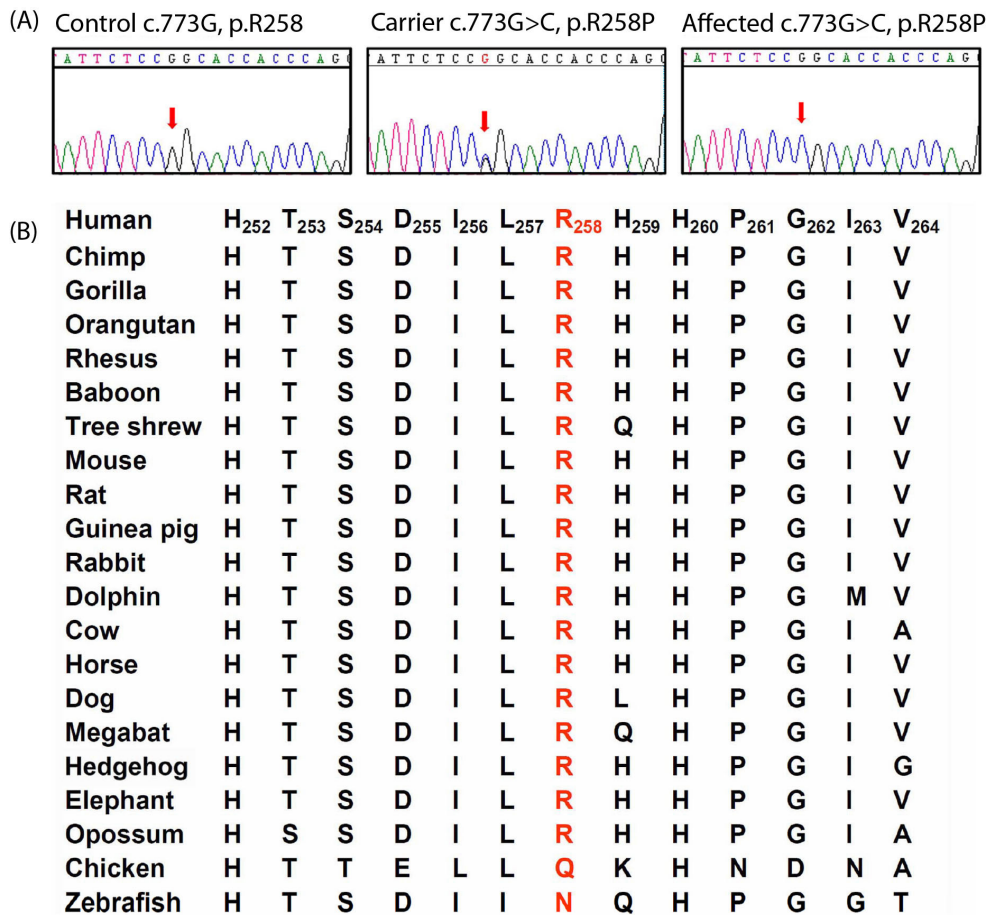 (A) Control c.773G, p.R258 Carrier c.773G>C, p.R258P Affected c.773G>C, p.R258P
ATTCTCCGGCACCACCCAG ATTCTCCGGCACCACCCAG ATTCTCCGGCACCACCCAG
(B) Human H252 T253 S254 D255 I256 L257 R258 H259 H260 P261 G262 I263 V264
Chimp H T S D I L R H H P G I V
Gorilla H T S D I L R H H P G I V
Orangutan H T S D I L R H H P G I V
Rhesus H T S D I L R H H P G I V
Baboon H T S D I L R H H P G I V
Tree shrew H T S D I L R Q H P G I V
Mouse H T S D I L R H H P G I V
Rat H T S D I L R H H P G I V
Guinea pig H T S D I L R H H P G I V
Rabbit H T S D I L R H H P G I V
Dolphin H T S D I L R H H P G M V
Cow H T S D I L R H H P G I A
Horse H T S D I L R H H P G I V
Dog H T S D I L R L H P G I V
Megabat H T S D I L R Q H P G I V
Hedgehog H T S D I L R H H P G I G
Elephant H T S D I L R H H P G I V
Opossum H S S D I L R H H P G I A
Chicken H T T E L L Q K H N D N A
Zebrafish H T S D I I N Q H P G G T